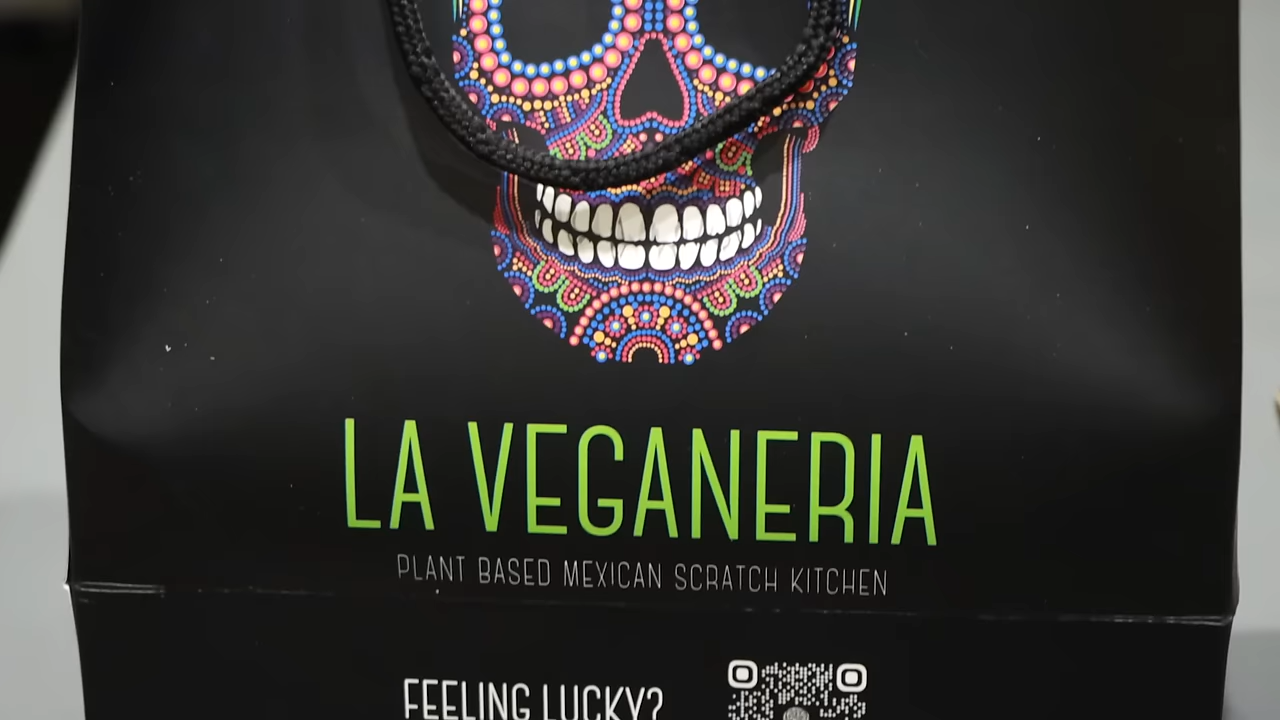 LA VEGANERIA
PLANT BASED MEXICAN SCRATCH KITCHEN
FEELING LUCKY?